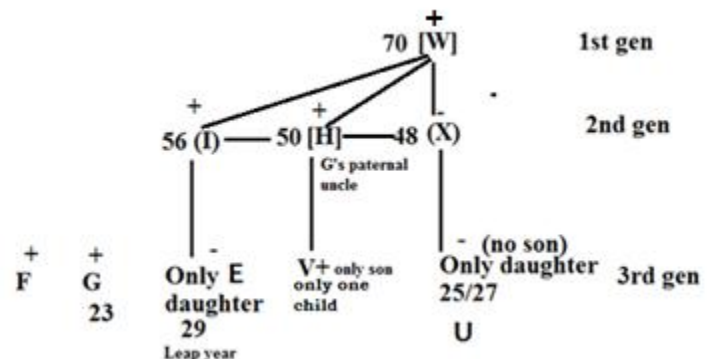 +
70 [W] 1st gen
+ + - -
56 (I) 50 [H] 48 (X) 2nd gen
G's paternal
uncle
+ + - - (no son)
F G Only E V+ only son Only daughter 3rd gen
23 daughter only one 25/27
29 child U
Leap year